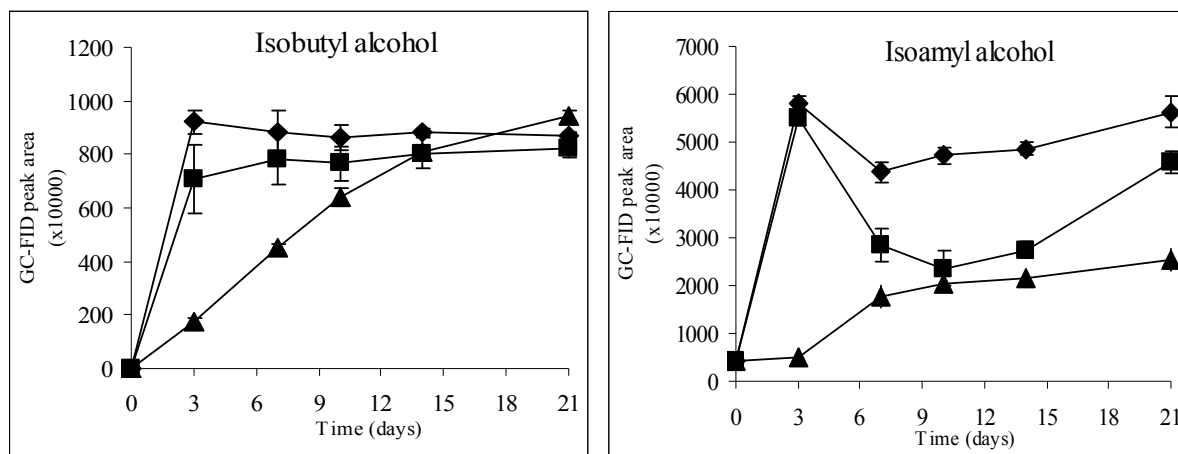 Isobutyl alcohol
GC-FID peak area
(x10000)
1200
1000
800
600
400
200
0
0 3 6 9 12 15 18 21
Time (days)
Isoamyl alcohol
GC-FID peak area
(x10000)
7000
6000
5000
4000
3000
2000
1000
0
0 3 6 9 12 15 18 21
Time (days)